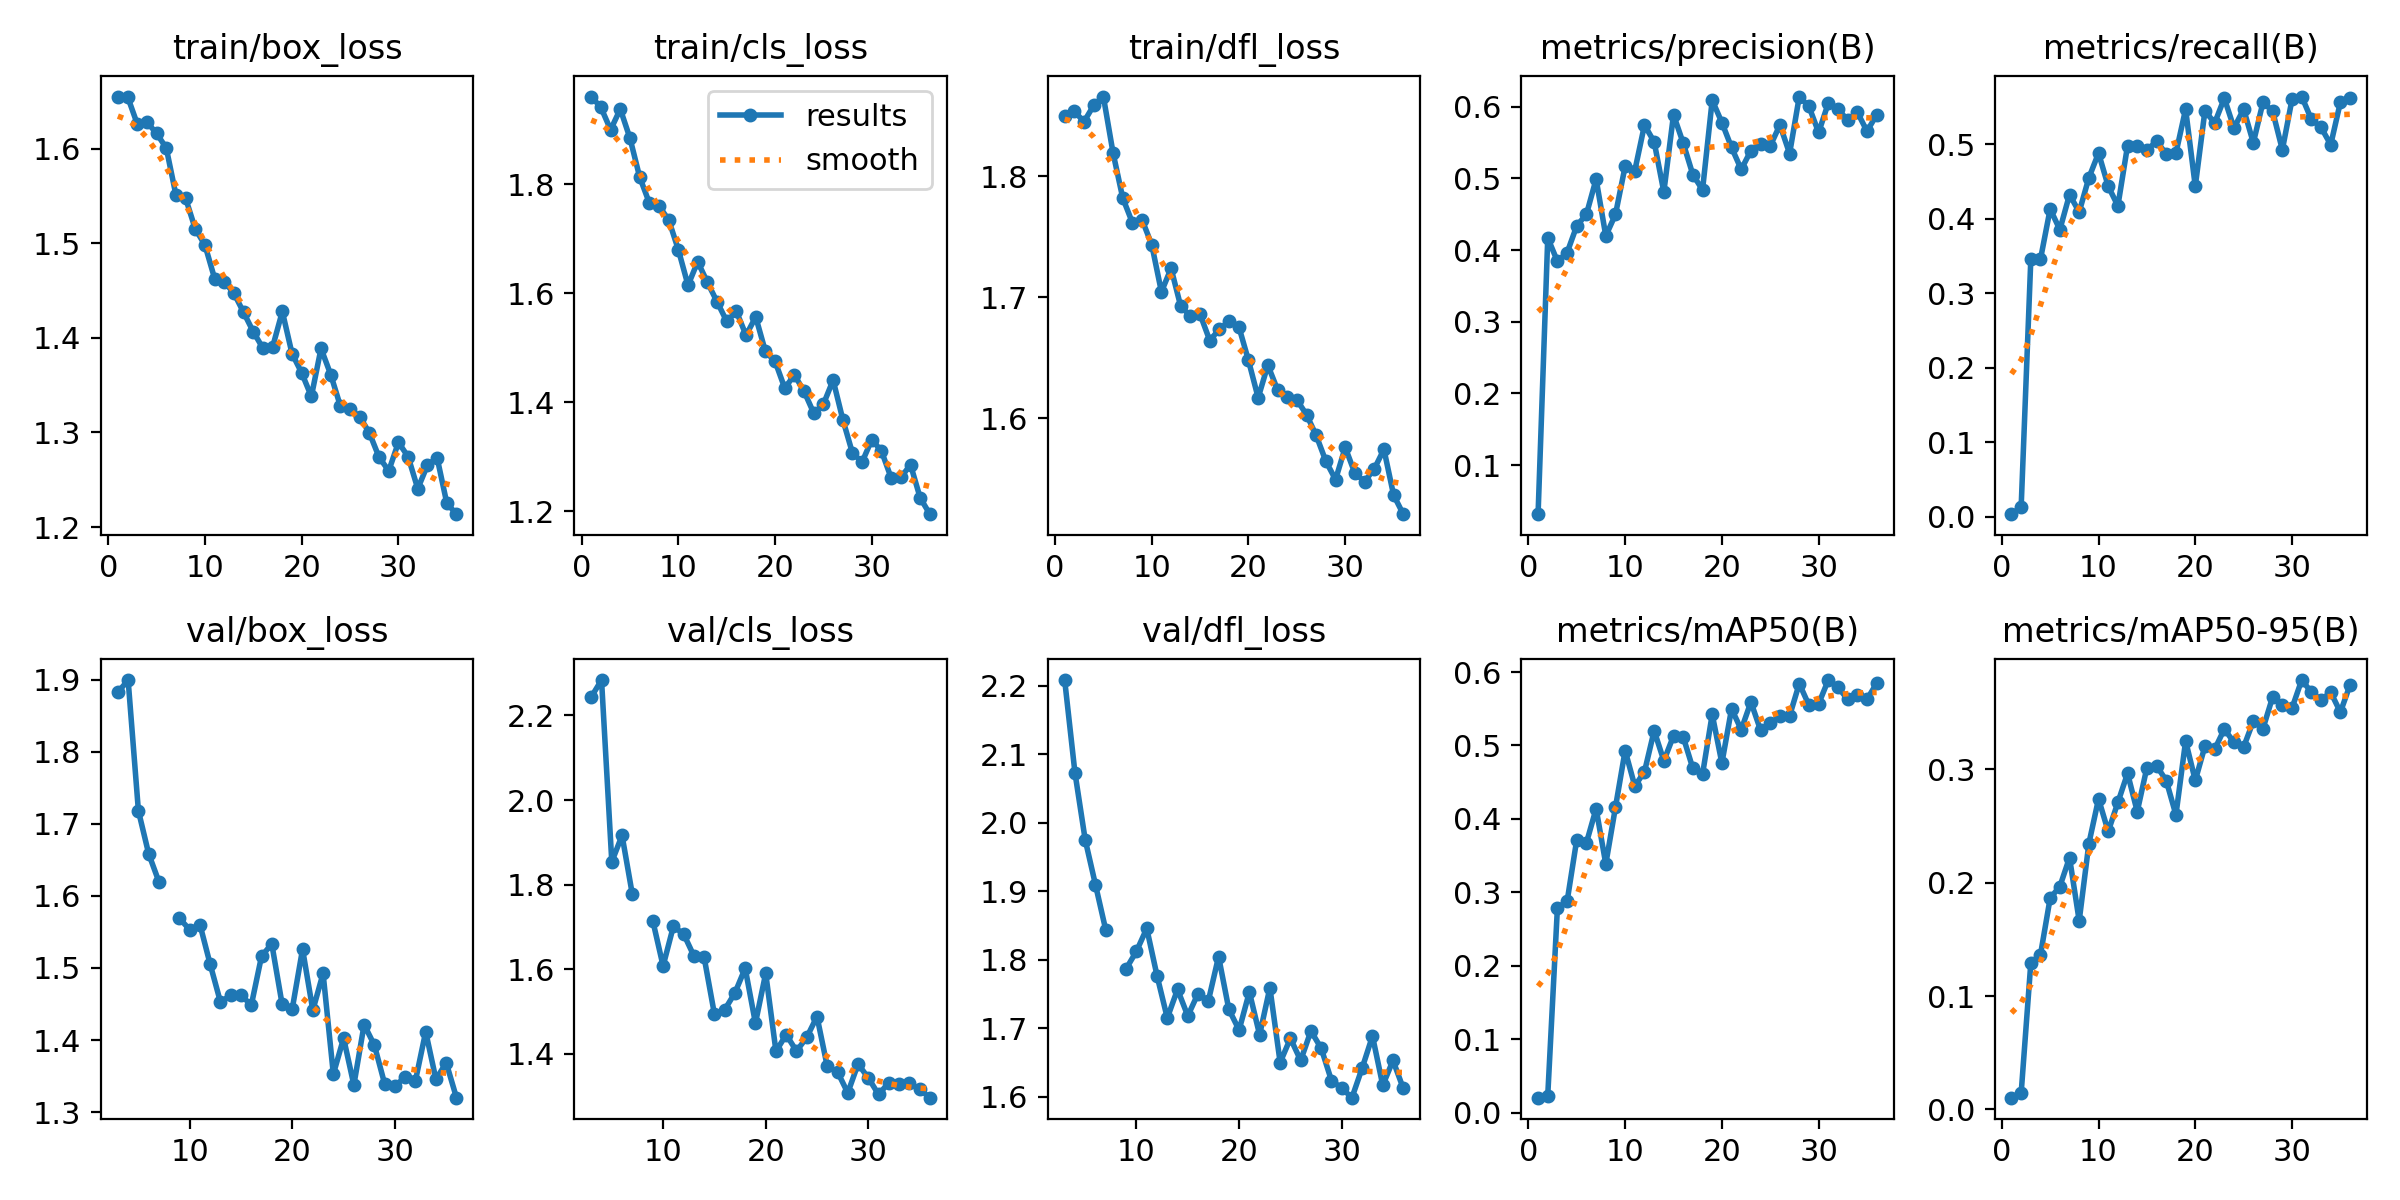 train/box_loss
1.6
1.5
1.4
1.3
1.2
0 10 20 30
train/cls_loss
results
smooth
1.8
1.6
1.4
1.2
0 10 20 30
train/dfl_loss
1.8
1.7
1.6
0 10 20 30
metrics/precision(B)
0.6
0.5
0.4
0.3
0.2
0.1
0 10 20 30
metrics/recall(B)
0.5
0.4
0.3
0.2
0.1
0.0
0 10 20 30
val/box_loss
1.9
1.8
1.7
1.6
1.5
1.4
1.3
10 20 30
val/cls_loss
2.2
2.0
1.8
1.6
1.4
10 20 30
val/dfl_loss
2.2
2.1
2.0
1.9
1.8
1.7
1.6
10 20 30
metrics/mAP50(B)
0.6
0.5
0.4
0.3
0.2
0.1
0.0
0 10 20 30
metrics/mAP50-95(B)
0.3
0.2
0.1
0.0
0 10 20 30